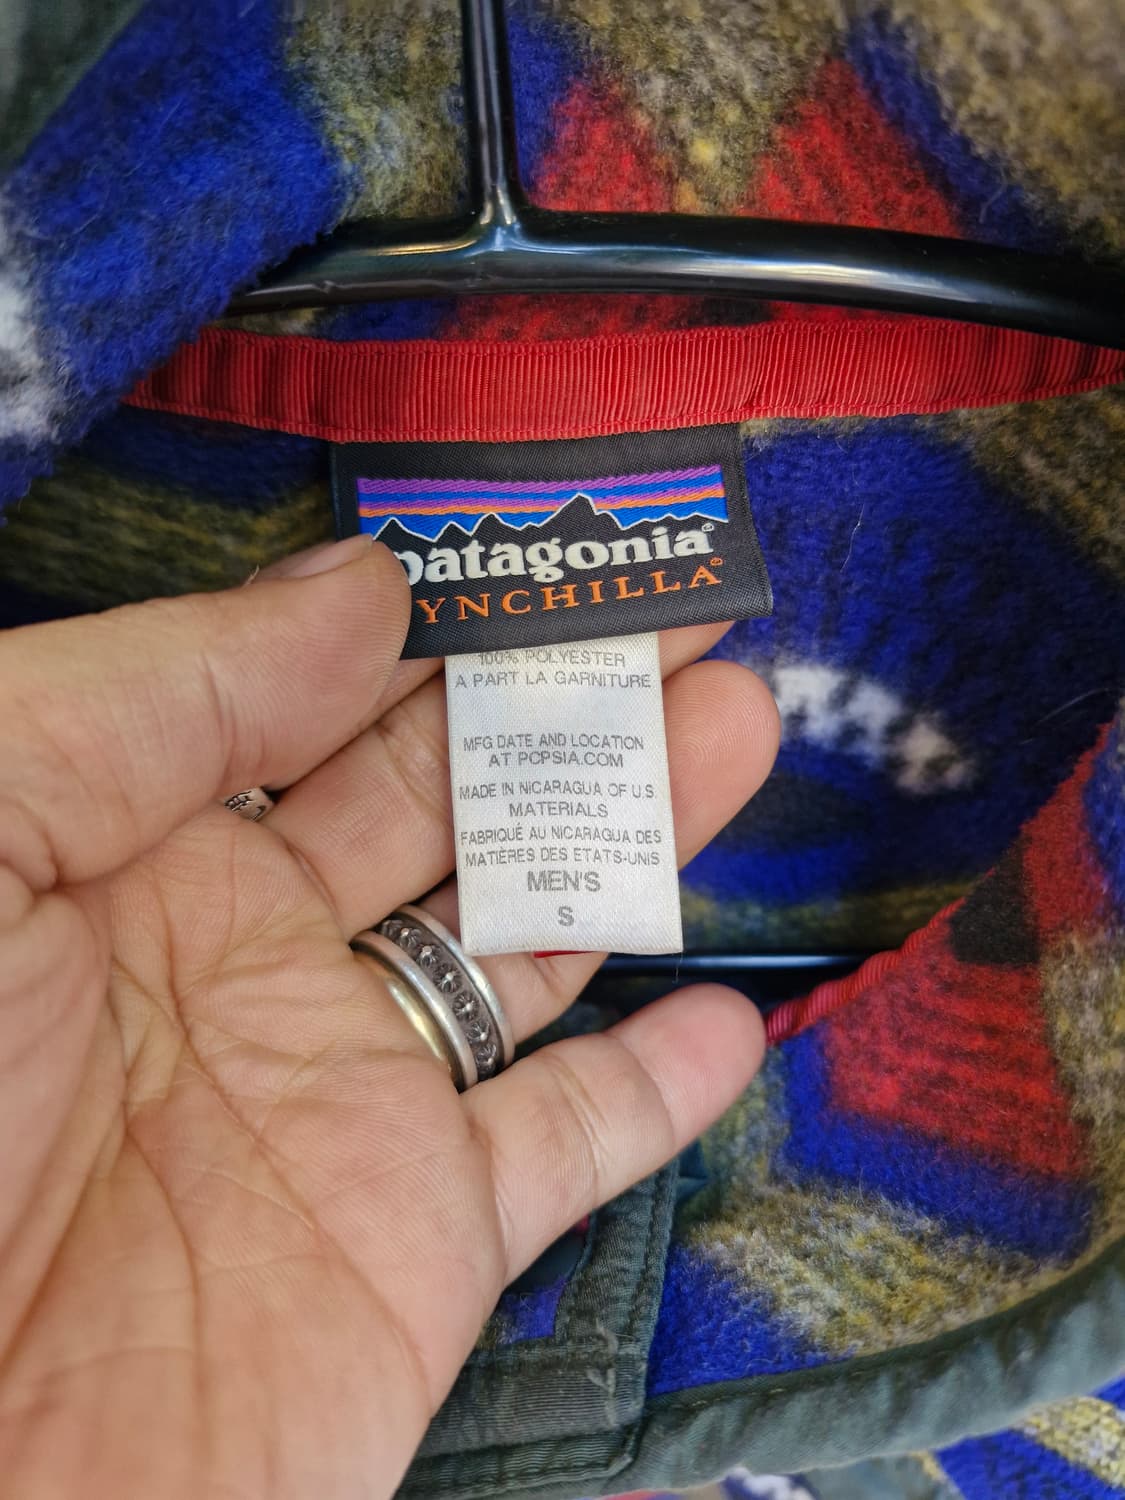 patagonia®
YNCHILLA®
100% POLYESTER
A PART LA GARNITURE
MFG DATE AND LOCATION
AT PCPSIA.COM
MADE IN NICARAGUA OF U.S.
MATERIALS
FABRIQUÉ AU NICARAGUA DES
MATIÈRES DES ETATS-UNIS
MEN'S
S